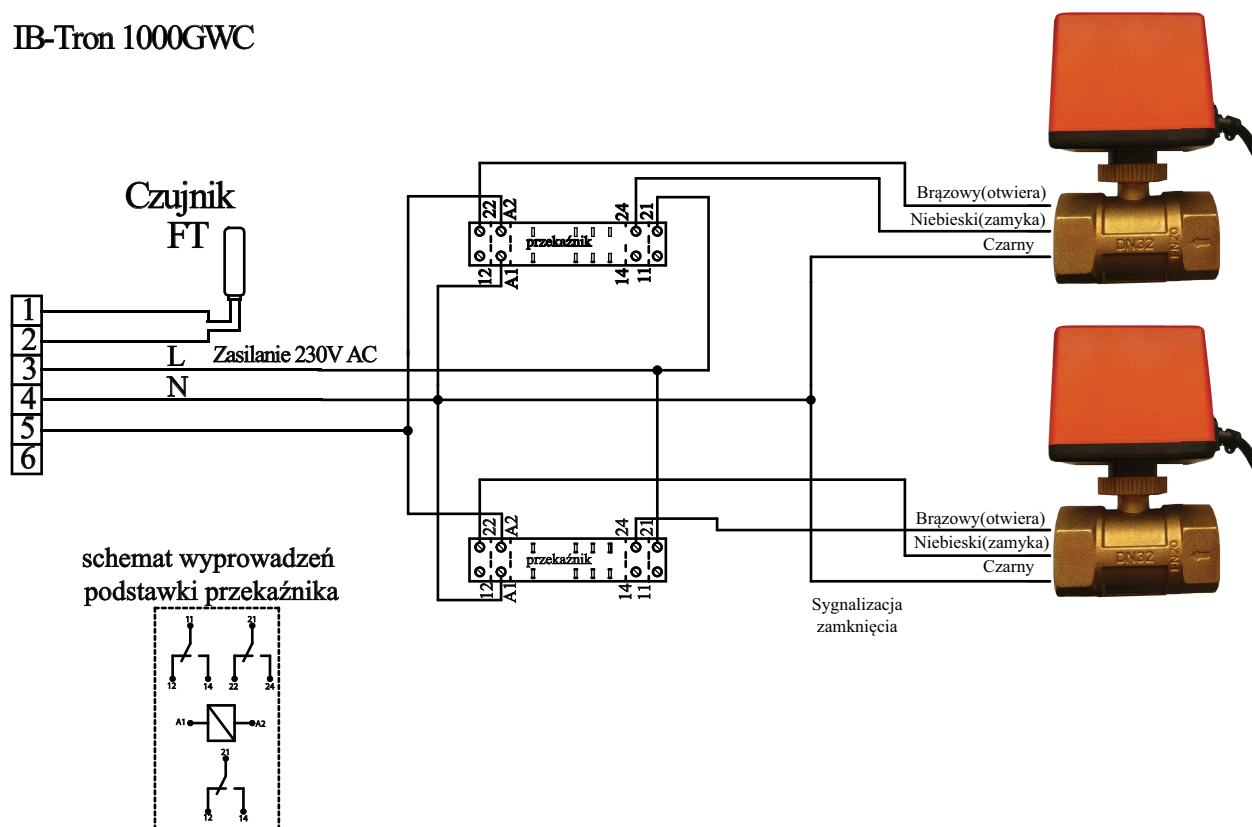 IB-Tron 1000GWC
Czujnik
FT
1
2
3
4
5
6
L
Zasilanie 230V AC
N
22
A2
24
21
przekaźnik
12
A1
14
11
Brązowy(otwiera)
Niebieski(zamyka)
Czarny
DN32
PN20
22
A2
24
21
przekaźnik
12
A1
14
11
Brązowy(otwiera)
Niebieski(zamyka)
Czarny
DN32
PN20
Sygnalizacja
zamknięcia
schemat wyprowadzeń
podstawki przekaźnika
11
21
12
14
22
24
A1
A2
21
12
14